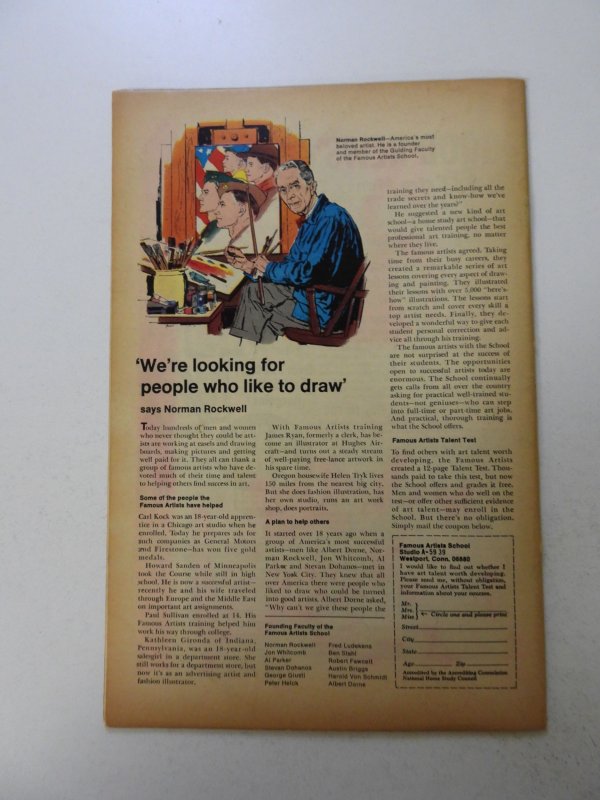 Norman Rockwell—America's most
beloved artist. He is a founder
and member of the Guiding Faculty
of the Famous Artists School.
'We're looking for
people who like to draw'
says Norman Rockwell
Today hundreds of men and women
who never thought they could be art-
ists are working at easels and drawing
boards, making pictures and getting
well paid for it. They all can thank a
group of famous artists who have de-
voted much of their time and talent
to helping others find success in art.
Some of the people the
Famous Artists have helped
Carl Kock was an 18-year-old appren-
tice in a Chicago art studio when he
enrolled. Today he prepares ads for
such companies as General Motors
and Firestone—has won five gold
medals.
Howard Sanden of Minneapolis
took the Course while still in high
school. He is now a successful artist—
recently he and his wife traveled
through Europe and the Middle East
on important art assignments.
Paul Sullivan enrolled at 14. His
Famous Artists training helped him
work his way through college.
Kathleen Gironda of Indiana,
Pennsylvania, was an 18-year-old
salesgirl in a department store. She
still works for a department store, but
now it's as an advertising artist and
fashion illustrator.
With Famous Artists training
James Ryan, formerly a clerk, has be-
come an illustrator at Hughes Air-
craft—and turns out a steady stream
of well-paying free-lance artwork in
his spare time.
Oregon housewife Helen Tryk lives
150 miles from the nearest big city.
But she does fashion illustration, has
her own studio, runs an art work
shop, does portraits.
A plan to help others
It started over 18 years ago when a
group of America's most successful
artists—men like Albert Dorne, Nor-
man Rockwell, Jon Whitcomb, Al
Parker and Stevan Dohanos—met in
New York City. They knew that all
over America there were people who
liked to draw who could be turned
into good artists. Albert Dorne asked,
"Why can't we give these people the
Founding Faculty of the
Famous Artists School
Norman Rockwell
Jon Whitcomb
Al Parker
Stevan Dohanos
George Giusti
Peter Helck
Fred Ludekens
Ben Stahl
Robert Fawcett
Austin Briggs
Harold Von Schmidt
Albert Dorne
training they need—including all the
trade secrets and know-how we've
learned over the years?"
He suggested a new kind of art
school—a home study art school—that
would give talented people the best
professional art training, no matter
where they live.
The famous artists agreed. Taking
time from their busy careers, they
created a remarkable series of art
lessons covering every aspect of draw-
ing and painting. They illustrated
their lessons with over 5,000 "here's-
how" illustrations. The lessons start
from scratch and cover every skill a
top artist needs. Finally, they de-
veloped a wonderful way to give each
student personal correction and ad-
vice all through his training.
The famous artists with the School
are not surprised at the success of
their students. The opportunities
open to successful artists today are
enormous. The School continually
gets calls from all over the country
asking for practical well-trained stu-
dents—not geniuses—who can step
into full-time or part-time art jobs.
And practical, thorough training is
what the School offers.
Famous Artists Talent Test
To find others with art talent worth
developing, the Famous Artists
created a 12-page Talent Test. Thou-
sands paid to take this test, but now
the School offers and grades it free.
Men and women who do well on the
test—or offer other sufficient evidence
of art talent—may enroll in the
School. But there's no obligation.
Simply mail the coupon below.
Famous Artists School
Studio A-5939
Westport, Conn. 06880
I would like to find out whether I
have art talent worth developing.
Please send me, without obligation,
your Famous Artists Talent Test and
information about your courses.
Mr.
Mrs.
Miss
Circle one and please print
Street
City
State
Age Zip
Accredited by the Accrediting Commission
National Home Study Council